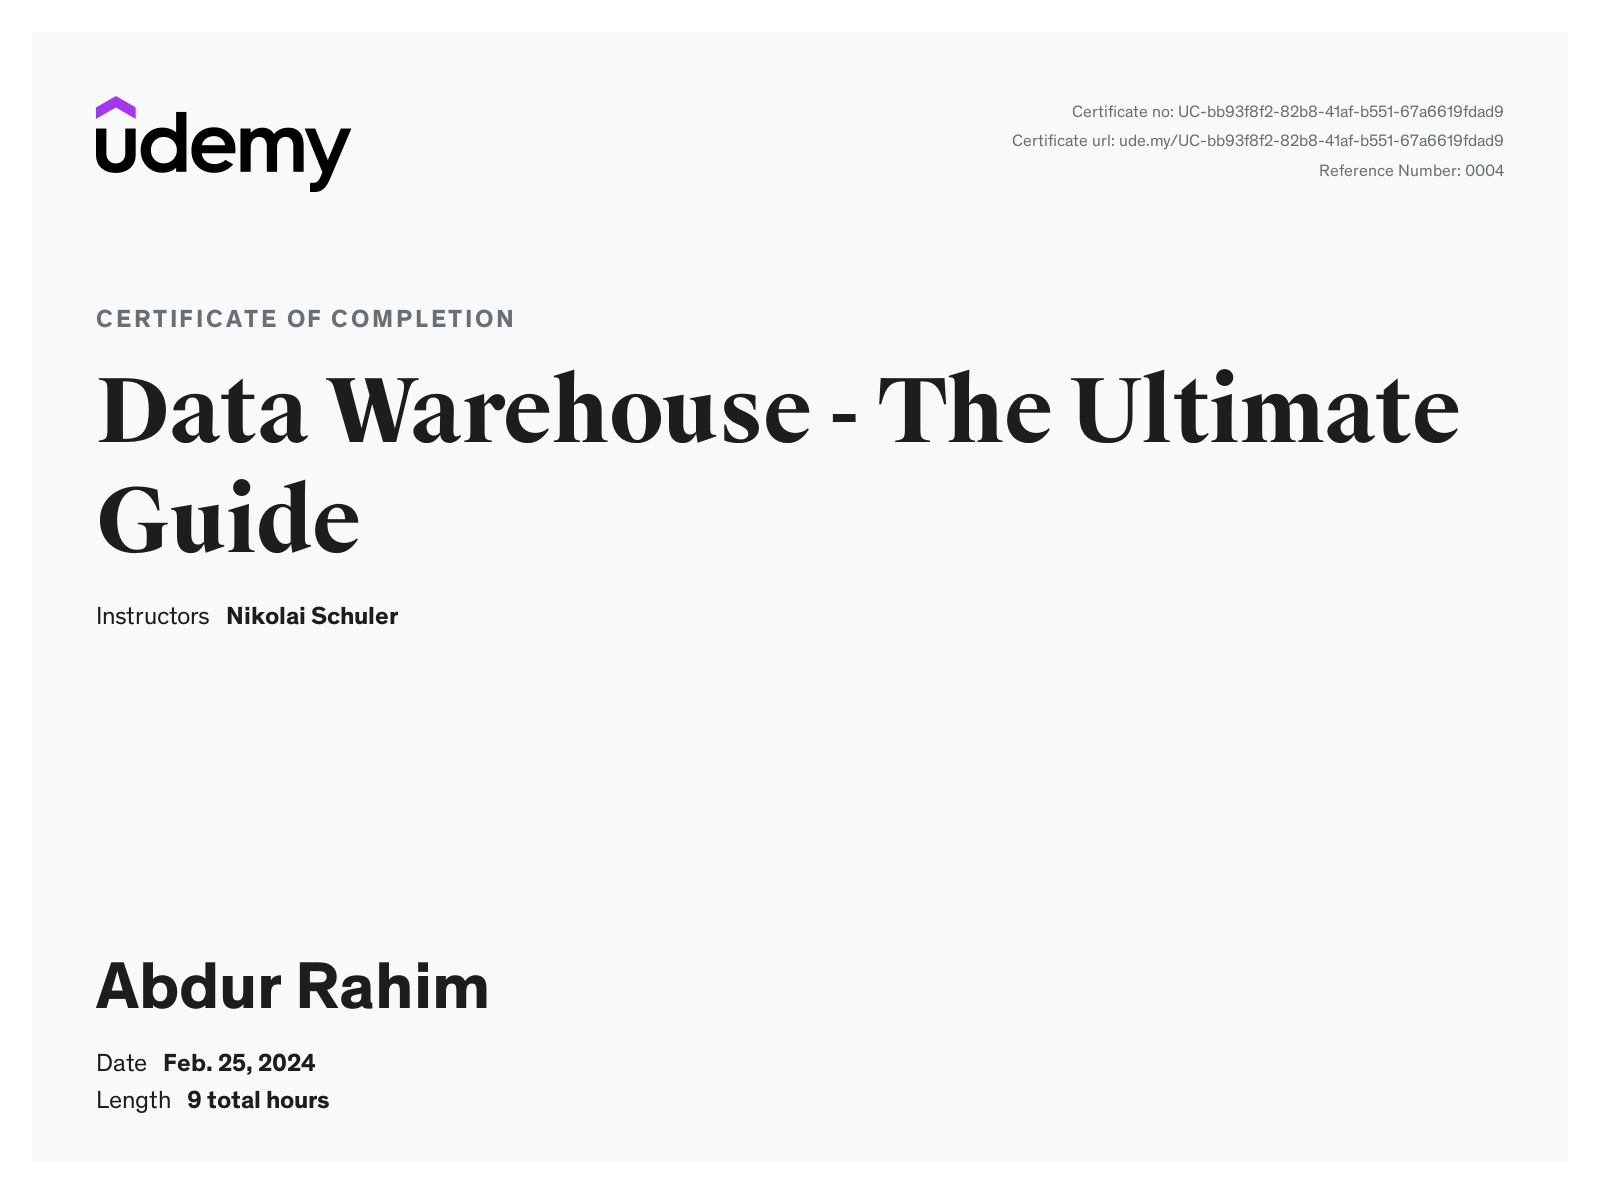 udemy
Certificate no: UC-bb93f8f2-82b8-41af-b551-67a6619fdad9
Certificate url: ude.my/UC-bb93f8f2-82b8-41af-b551-67a6619fdad9
Reference Number: 0004
CERTIFICATE OF COMPLETION
Data Warehouse - The Ultimate
Guide
Instructors Nikolai Schuler
Abdur Rahim
Date Feb. 25, 2024
Length 9 total hours